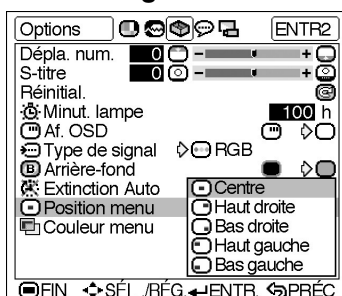 Options ENTR2
Dépla. num. 0 - +
S-titre 0 - +
Réinitial.
Minut. lampe 100 h
Af. OSD
Type de signal RGB
B Arrière-fond
Extinction Auto
Position menu
Couleur menu
Centre
Haut droite
Bas droite
Haut gauche
Bas gauche
FIN SÉL./RÉG. ENTR. PRÉC